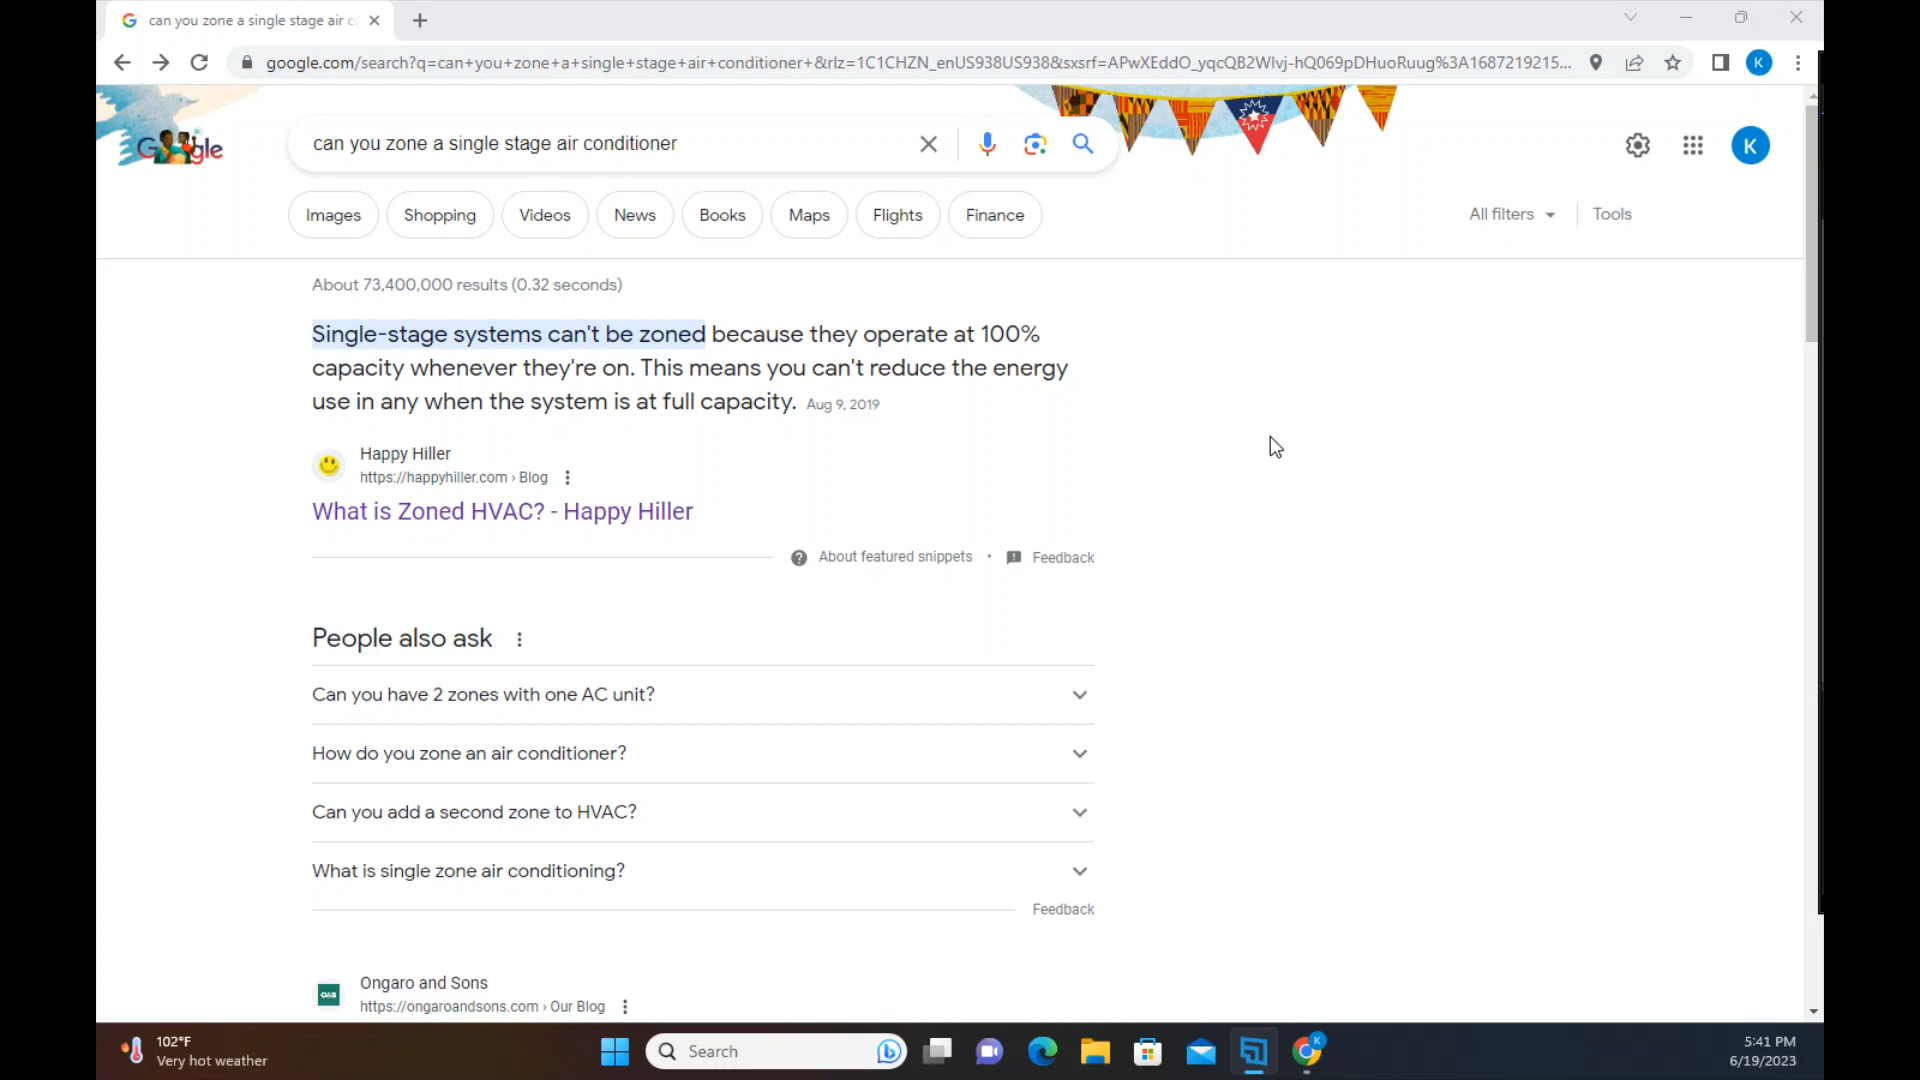 can you zone a single stage air co
google.com/search?q=can+you+zone+a+single+stage+air+conditioner+&rlz=1C1CHZN_enUS938US938&sxsrf=APwXEddO_yqcQB2WIvj-hQ069pDHuoRuug%3A1687219215...
K
Google
can you zone a single stage air conditioner
K
Images
Shopping
Videos
News
Books
Maps
Flights
Finance
All filters
Tools
About 73,400,000 results (0.32 seconds)
Single-stage systems can't be zoned because they operate at 100%
capacity whenever they're on. This means you can't reduce the energy
use in any when the system is at full capacity. Aug 9, 2019
Happy Hiller
https://happyhiller.com › Blog
What is Zoned HVAC? - Happy Hiller
About featured snippets • Feedback
People also ask
Can you have 2 zones with one AC unit?
How do you zone an air conditioner?
Can you add a second zone to HVAC?
What is single zone air conditioning?
Feedback
OAS
Ongaro and Sons
https://ongaroandsons.com › Our Blog
102°F
Very hot weather
Search
K
5:41 PM
6/19/2023